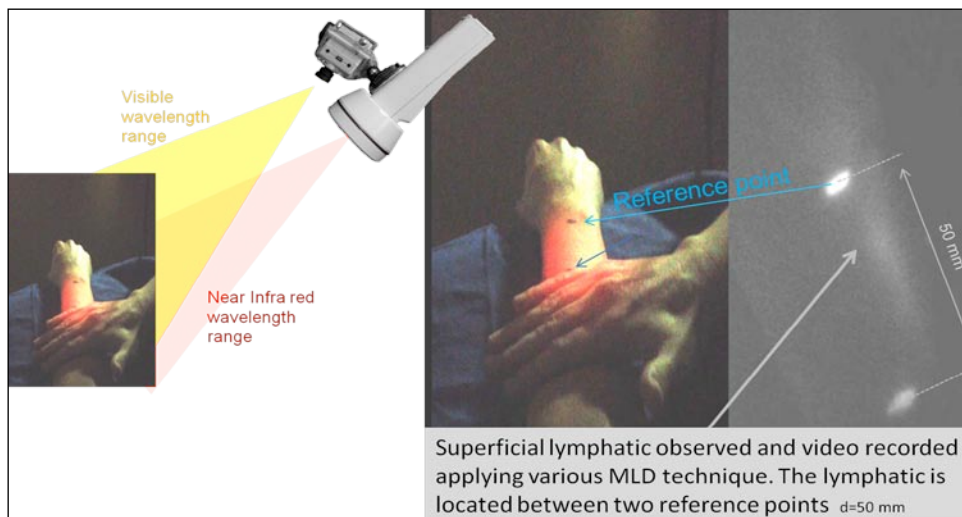 Visible
wavelength
range
Near Infra red
wavelength
range
Reference point
50 mm
Superficial lymphatic observed and video recorded
applying various MLD technique. The lymphatic is
located between two reference points d=50 mm